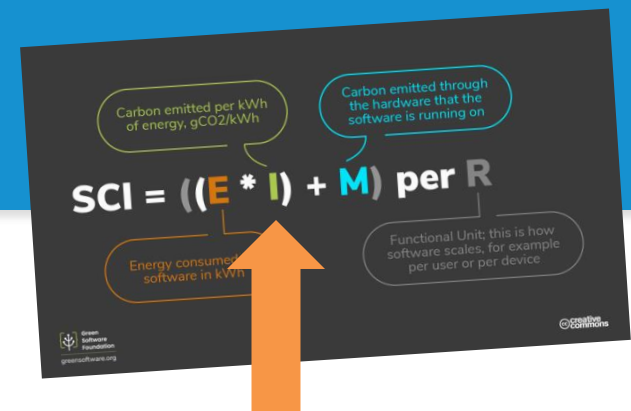 Carbon emitted per kWh
of energy, gCO2/kWh
Carbon emitted through
the hardware that the
software is running on
SCI = ((E * I) + M) per R
Energy consumed
software in kWh
Functional Unit; this is how
software scales, for example
per user or per device
Green
Software
Foundation
greensoftware.org
cc creative
commons